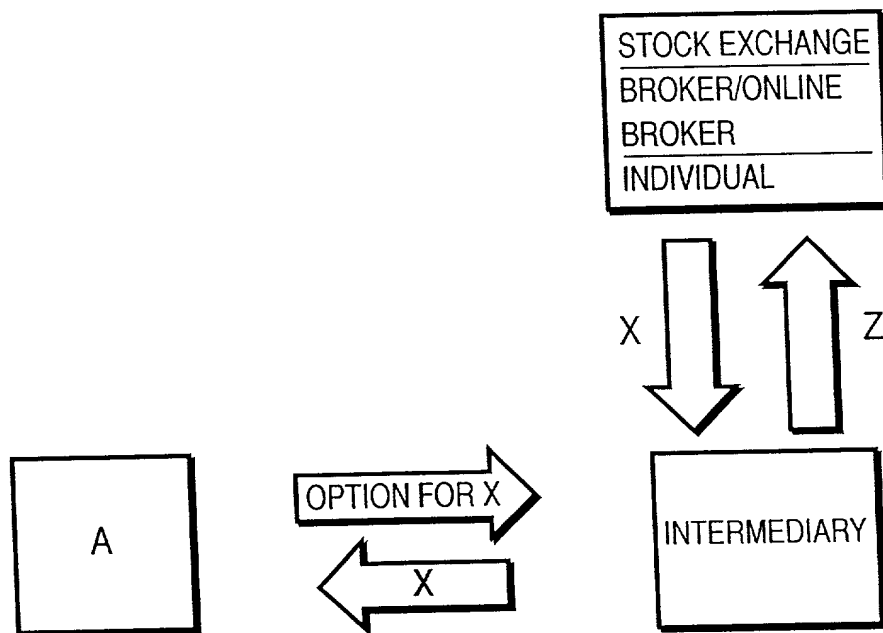 STOCK EXCHANGE
BROKER/ONLINE
BROKER
INDIVIDUAL
X
Z
OPTION FOR X
A
INTERMEDIARY
X